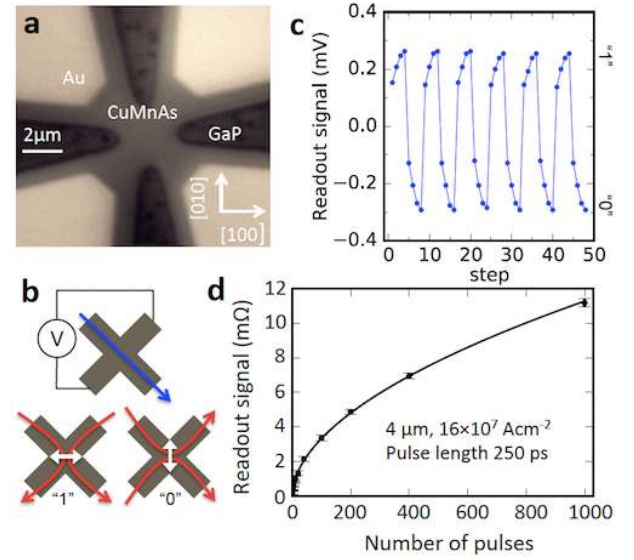 a
Au
CuMnAs
GaP
2μm
[010]
[100]
b
V
"1"
"0"
c
Readout signal (mV)
0.4
0.2
0.0
−0.2
−0.4
0
10
20
30
40
50
step
"1"
"0"
d
Readout signal (mΩ)
12
10
8
6
4
2
0
0
200
400
600
800
1000
Number of pulses
4 μm, 16×10⁷ Acm⁻²
Pulse length 250 ps